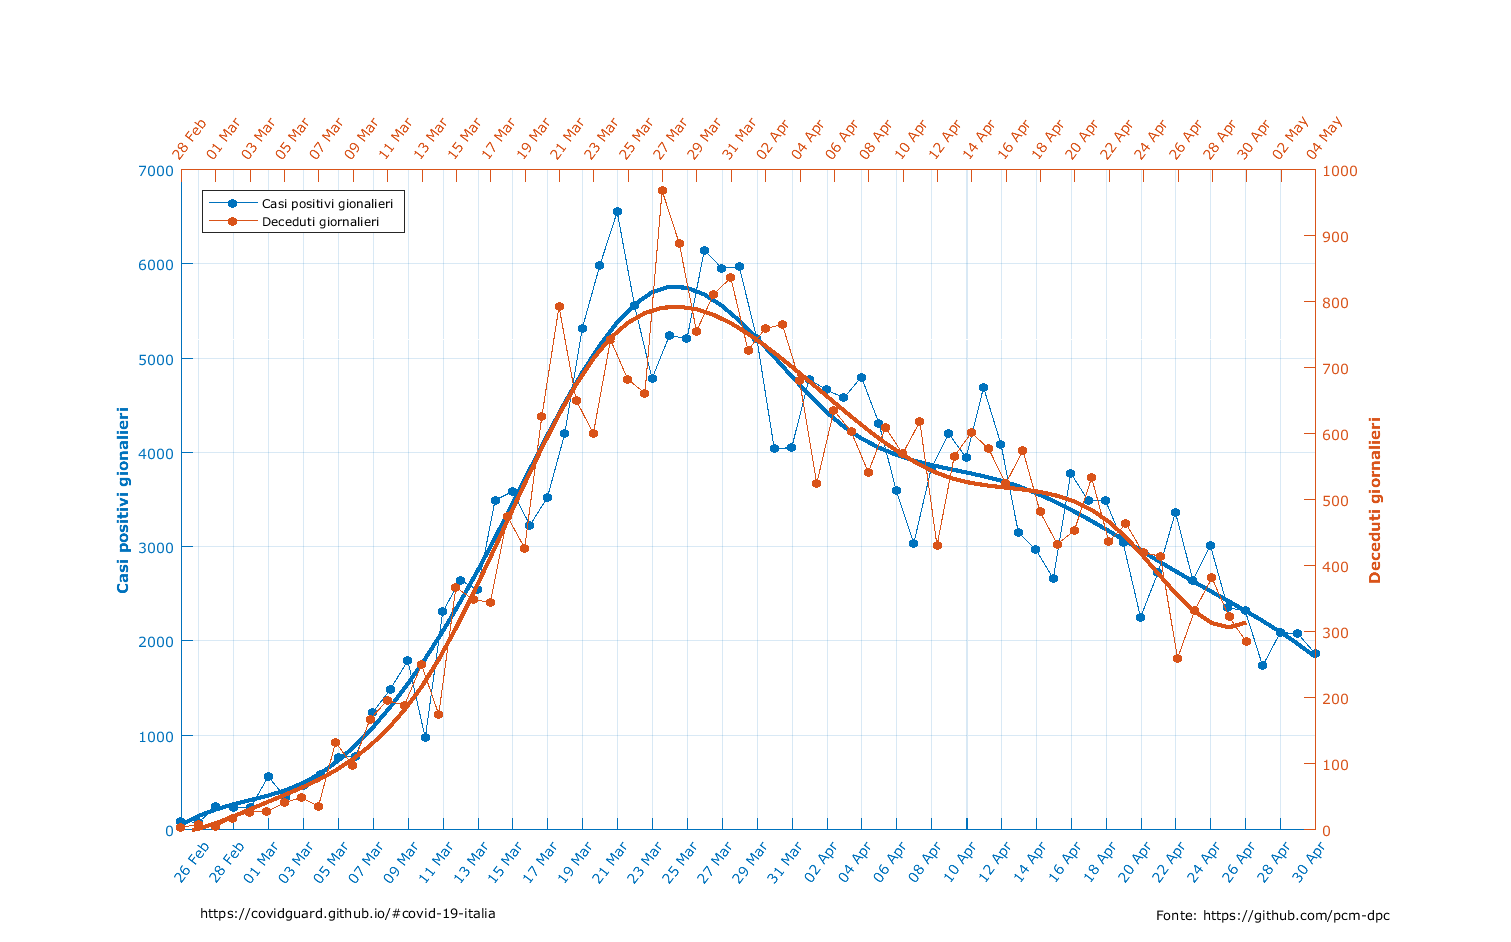 28 Feb 01 Mar 03 Mar 05 Mar 07 Mar 09 Mar 11 Mar 13 Mar 15 Mar 17 Mar 19 Mar 21 Mar 23 Mar 25 Mar 27 Mar 29 Mar 31 Mar 02 Apr 04 Apr 06 Apr 08 Apr 10 Apr 12 Apr 14 Apr 16 Apr 18 Apr 20 Apr 22 Apr 24 Apr 26 Apr 28 Apr 30 Apr 02 May 04 May
Casi positivi gionalieri
Deceduti giornalieri
7000
6000
5000
4000
3000
2000
1000
0
Casi positivi gionalieri
1000
900
800
700
600
500
400
300
200
100
0
Deceduti giornalieri
26 Feb 28 Feb 01 Mar 03 Mar 05 Mar 07 Mar 09 Mar 11 Mar 13 Mar 15 Mar 17 Mar 19 Mar 21 Mar 23 Mar 25 Mar 27 Mar 29 Mar 31 Mar 02 Apr 04 Apr 06 Apr 08 Apr 10 Apr 12 Apr 14 Apr 16 Apr 18 Apr 20 Apr 22 Apr 24 Apr 26 Apr 28 Apr 30 Apr
https://covidguard.github.io/#covid-19-italia
Fonte: https://github.com/pcm-dpc